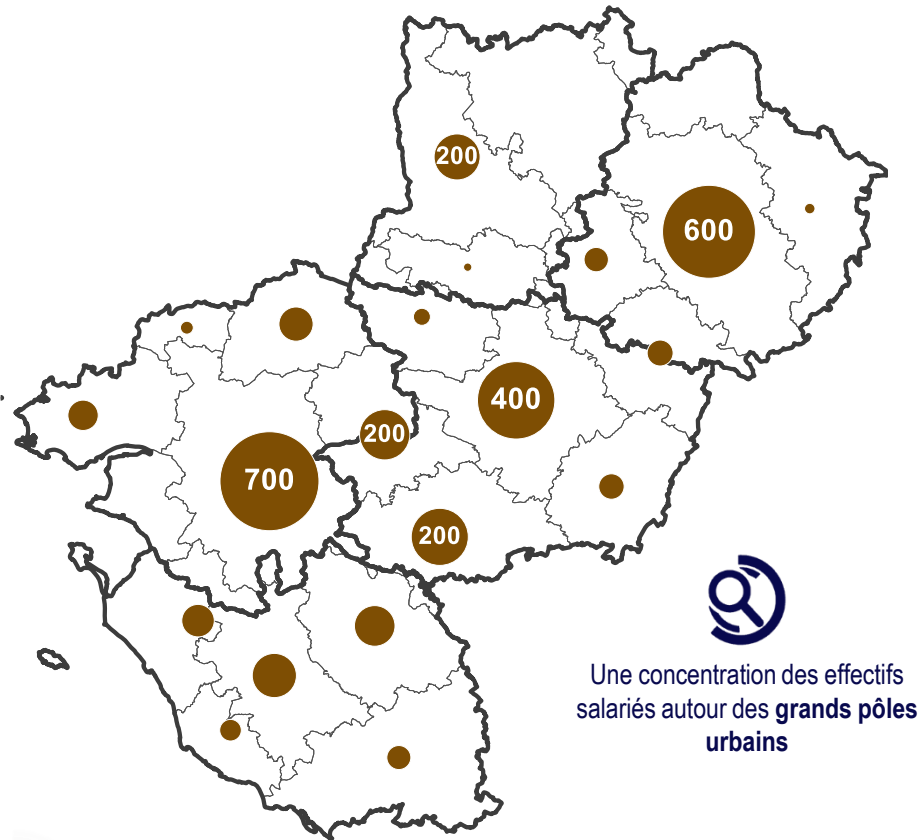 200
600
400
200
700
200
Une concentration des effectifs
salariés autour des grands pôles
urbains